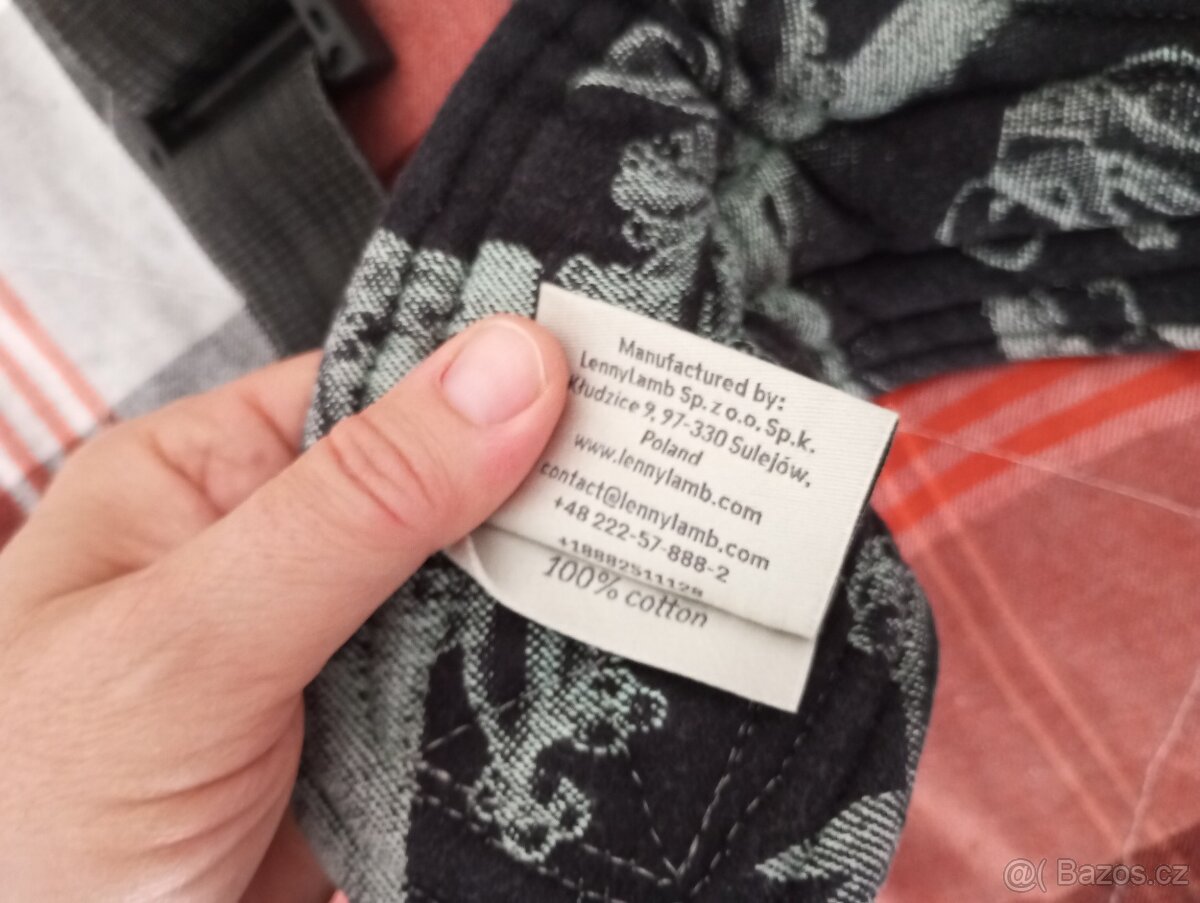 Manufactured by:
LennyLamb Sp. z o.o. Sp.k.
Kłudzice 9, 97-330 Sulejów,
Poland
www.lennylamb.com
contact@lennylamb.com
+48 222-57-888-2
+18882511128
100% cotton
@( Bazos.cz